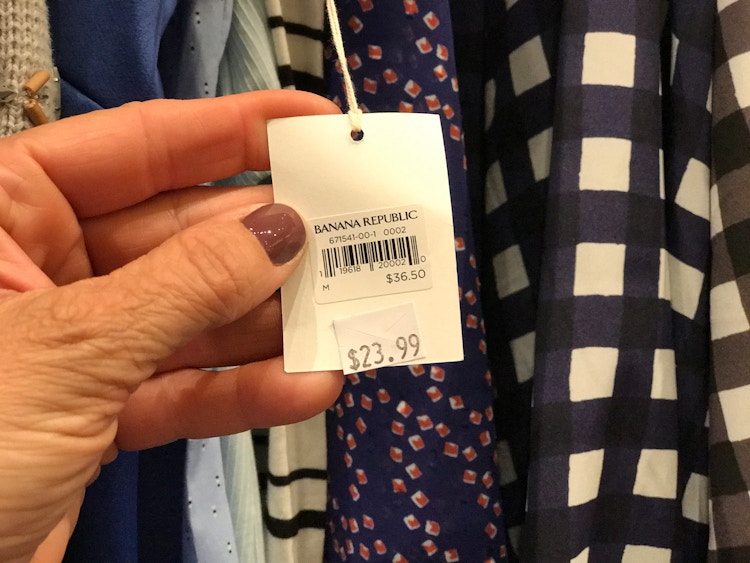 BANANA REPUBLIC
671541-00-1 0002
1 19618 20002 0
$36.50
M
$23.99